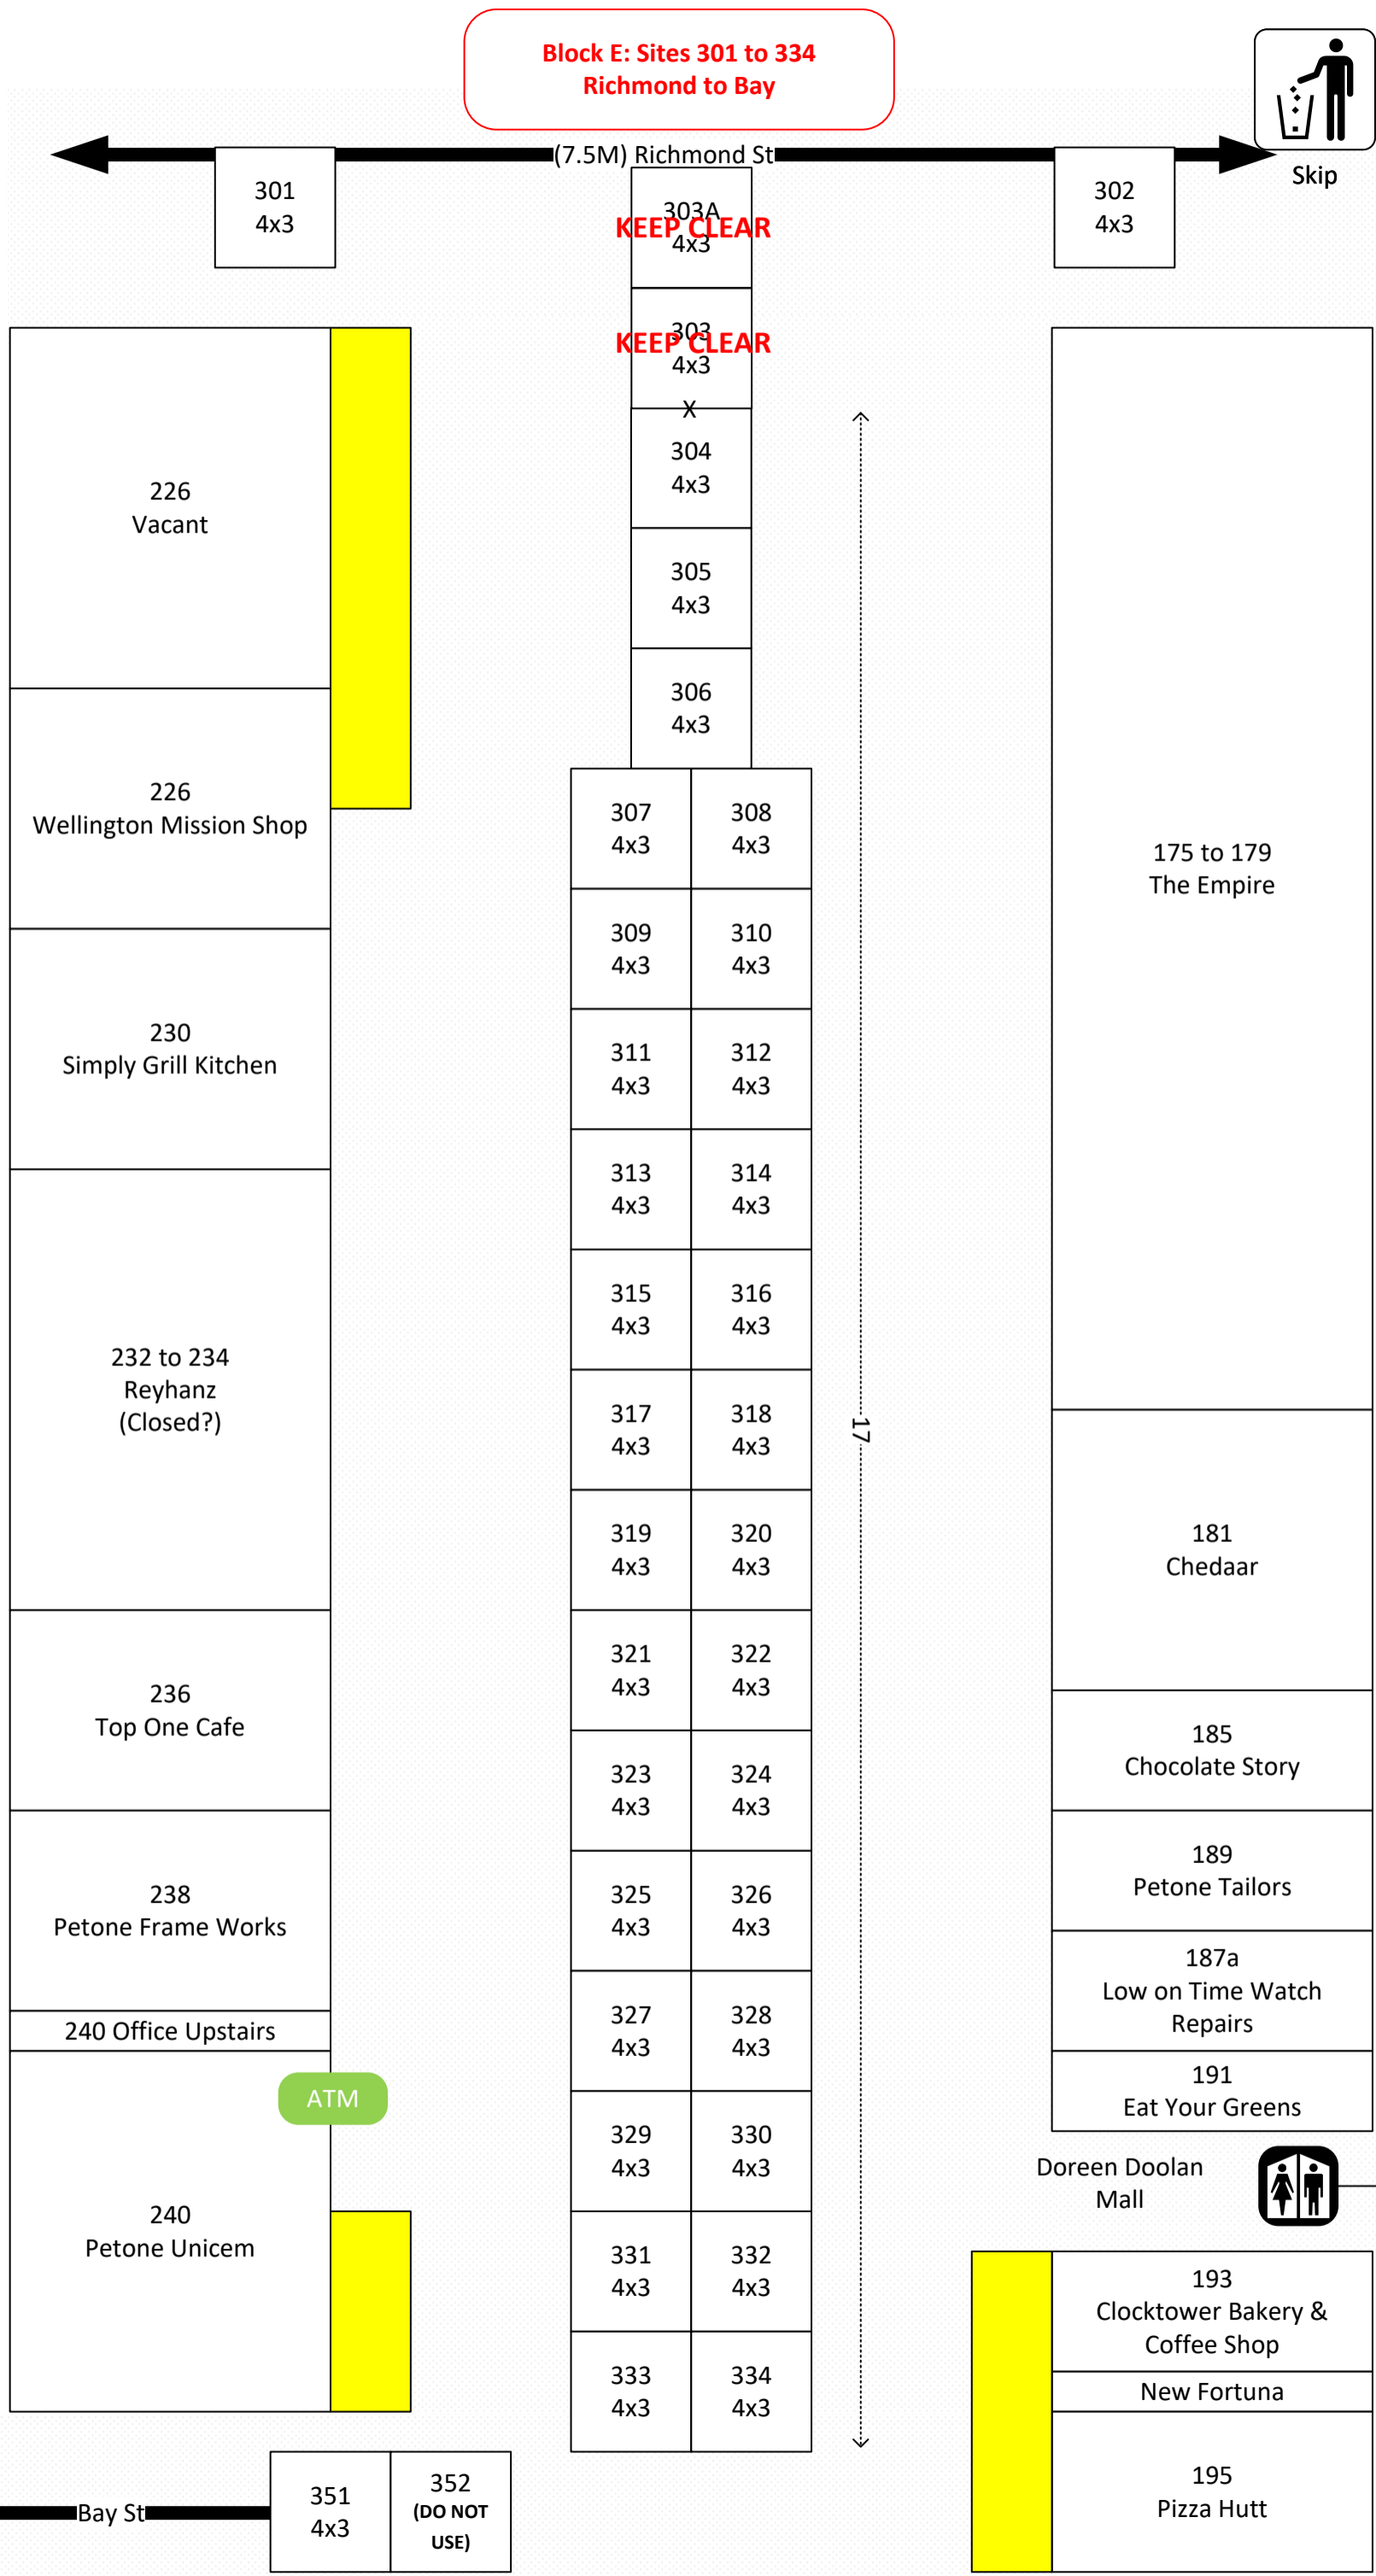 Block E: Sites 301 to 334
Richmond to Bay
Skip
(7.5M) Richmond St
301
4x3
303A
4x3
KEEP CLEAR
302
4x3
303
4x3
KEEP CLEAR
X
304
4x3
305
4x3
306
4x3
226
Vacant
226
Wellington Mission Shop
230
Simply Grill Kitchen
232 to 234
Reyhanz
(Closed?)
236
Top One Cafe
238
Petone Frame Works
240 Office Upstairs
ATM
240
Petone Unicem
307
4x3
308
4x3
309
4x3
310
4x3
311
4x3
312
4x3
313
4x3
314
4x3
315
4x3
316
4x3
317
4x3
318
4x3
319
4x3
320
4x3
321
4x3
322
4x3
323
4x3
324
4x3
325
4x3
326
4x3
327
4x3
328
4x3
329
4x3
330
4x3
331
4x3
332
4x3
333
4x3
334
4x3
17
175 to 179
The Empire
181
Chedaar
185
Chocolate Story
189
Petone Tailors
187a
Low on Time Watch
Repairs
191
Eat Your Greens
Doreen Doolan
Mall
193
Clocktower Bakery &
Coffee Shop
New Fortuna
195
Pizza Hutt
Bay St
351
4x3
352
(DO NOT
USE)